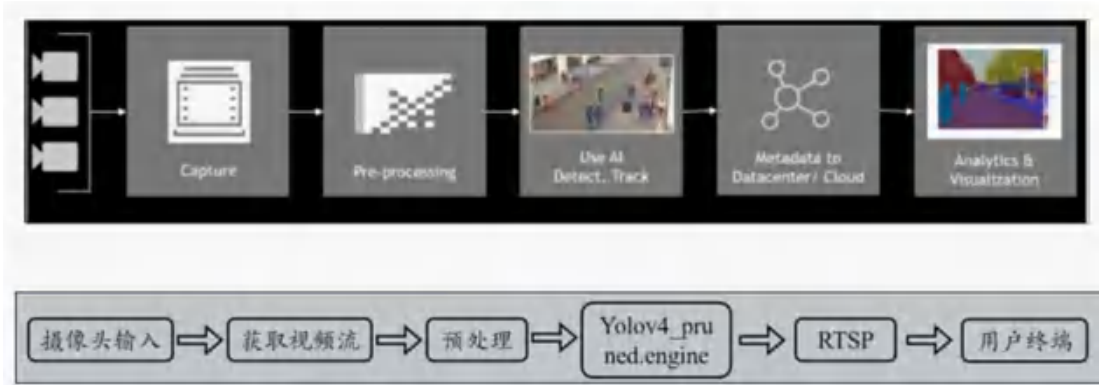 Capture
Pre-processing
Use AI
Detect, Track
Metadata to
Datacenter/ Cloud
Analytics &
Visualization
摄像头输入
获取视频流
预处理
Yolov4_pru
ned.engine
RTSP
用户终端